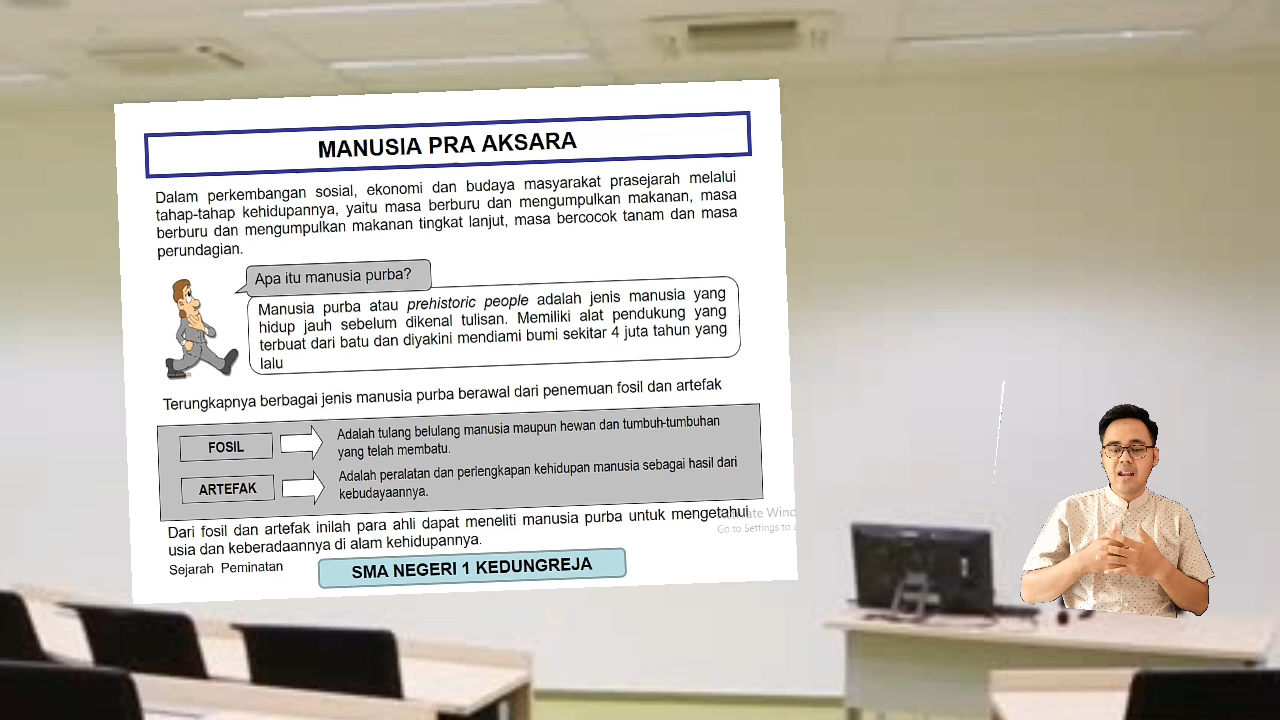 MANUSIA PRA AKSARA
Dalam perkembangan sosial, ekonomi dan budaya masyarakat prasejarah melalui
tahap-tahap kehidupannya, yaitu masa berburu dan mengumpulkan makanan, masa
berburu dan mengumpulkan makanan tingkat lanjut, masa bercocok tanam dan masa
perundagian.
Apa itu manusia purba?
Manusia purba atau prehistoric people adalah jenis manusia yang
hidup jauh sebelum dikenal tulisan. Memiliki alat pendukung yang
terbuat dari batu dan diyakini mendiami bumi sekitar 4 juta tahun yang
lalu
Terungkapnya berbagai jenis manusia purba berawal dari penemuan fosil dan artefak
FOSIL
Adalah tulang belulang manusia maupun hewan dan tumbuh-tumbuhan
yang telah membatu.
ARTEFAK
Adalah peralatan dan perlengkapan kehidupan manusia sebagai hasil dari
kebudayaannya.
Dari fosil dan artefak inilah para ahli dapat meneliti manusia purba untuk mengetahui
usia dan keberadaannya di alam kehidupannya.
Go to Settings to
Sejarah Peminatan
SMA NEGERI 1 KEDUNGREJA